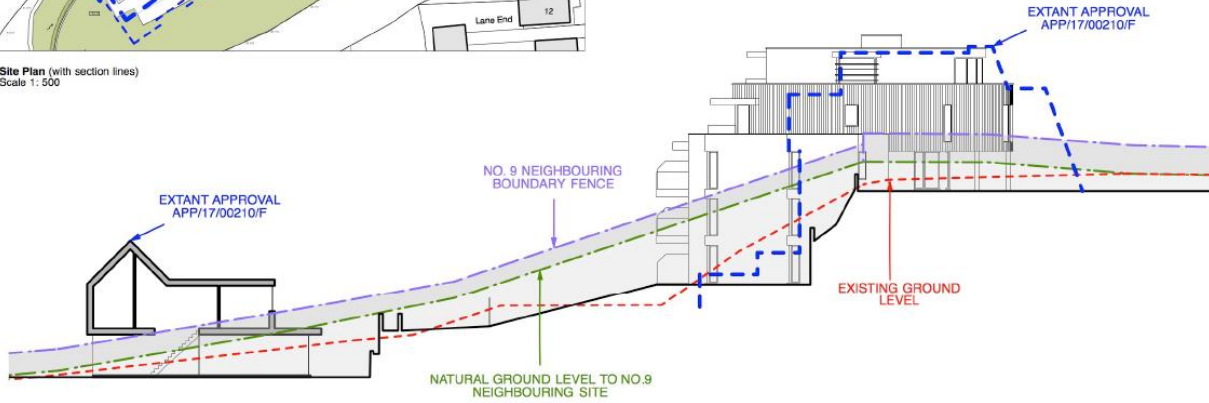 Lane End
12
Site Plan (with section lines)
Scale 1: 500
EXTANT APPROVAL
APP/17/00210/F
NO. 9 NEIGHBOURING
BOUNDARY FENCE
EXTANT APPROVAL
APP/17/00210/F
EXISTING GROUND
LEVEL
NATURAL GROUND LEVEL TO NO.9
NEIGHBOURING SITE